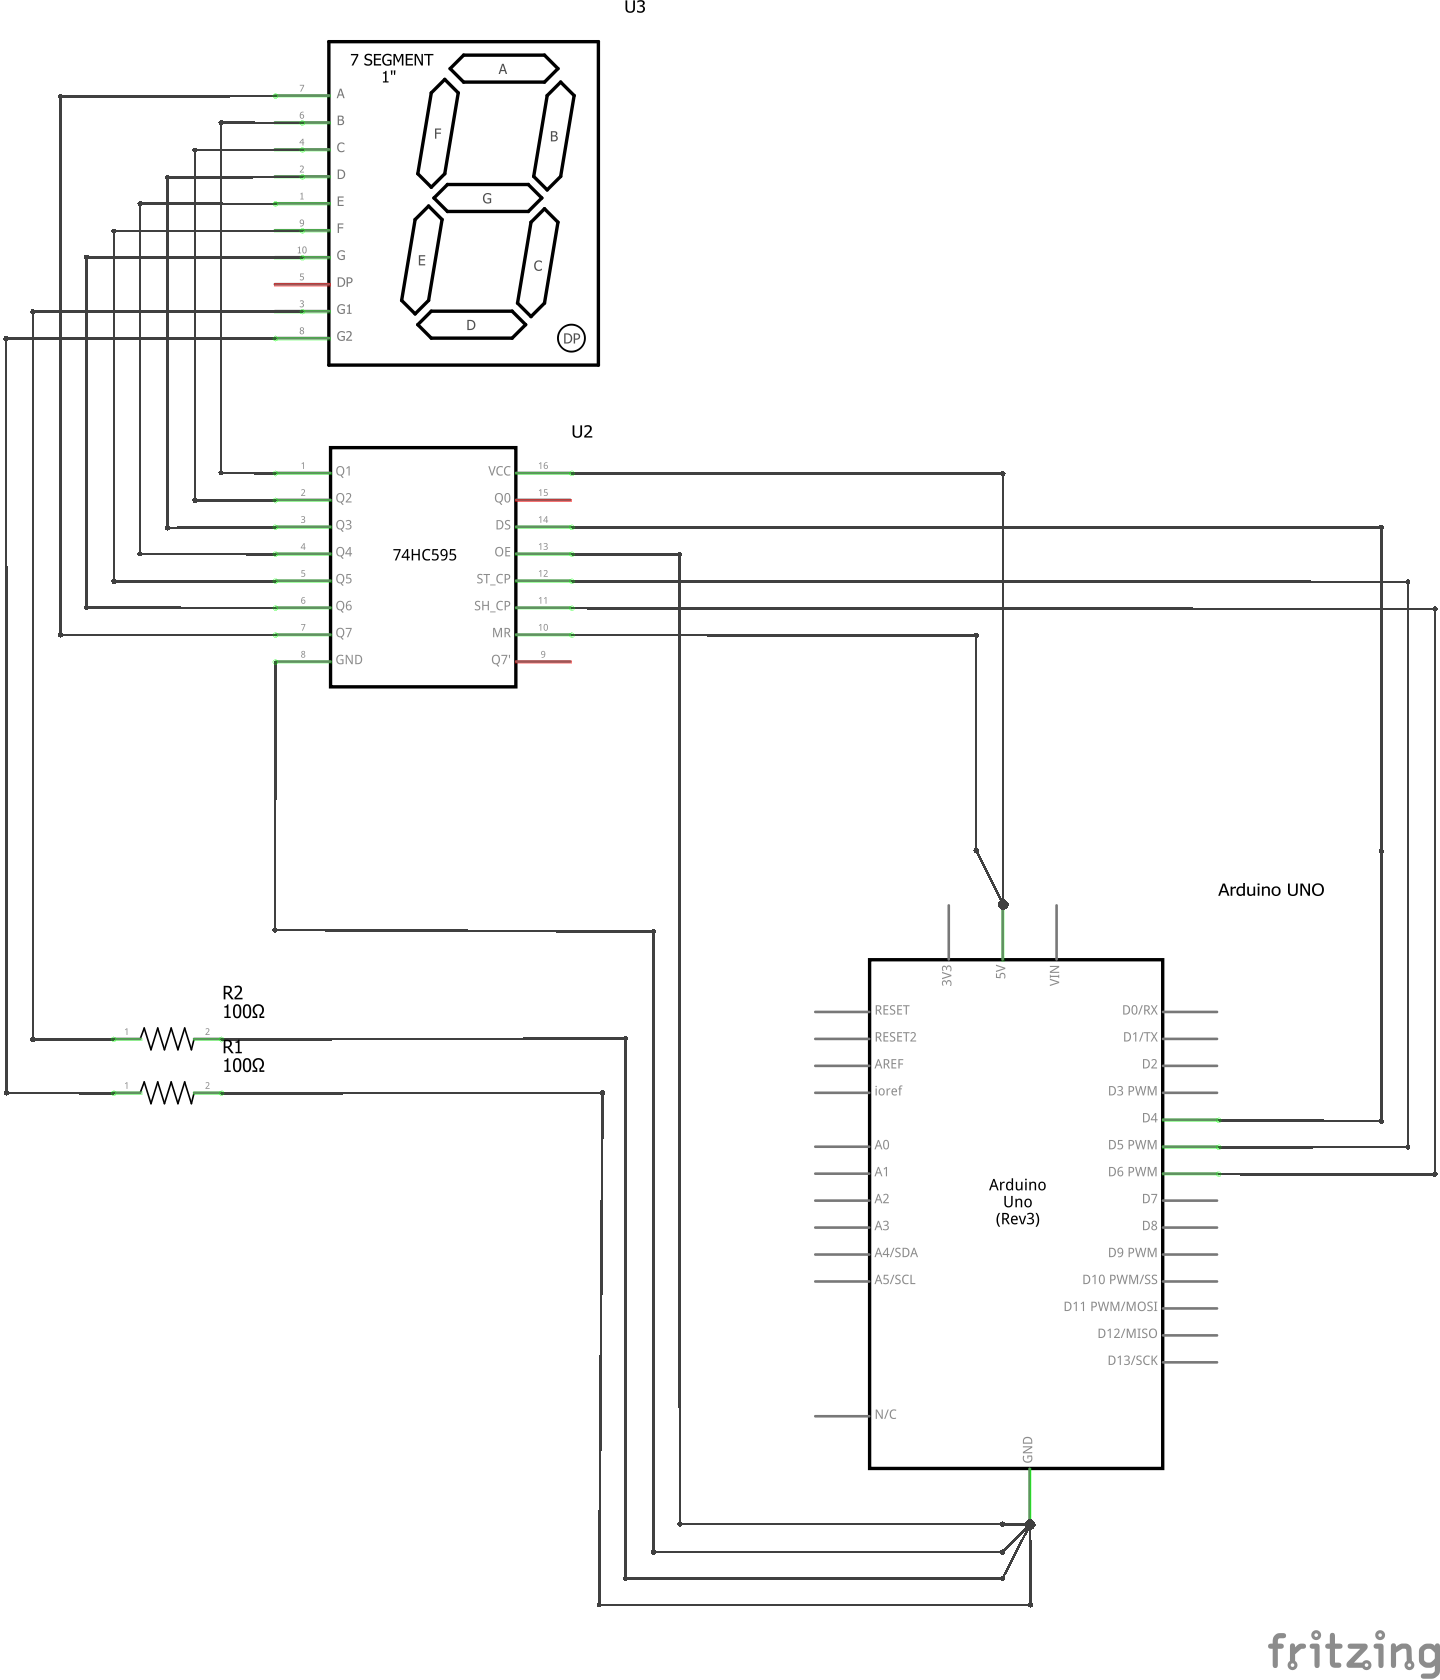 U3
7 SEGMENT
1"
A
F
B
G
E
C
D
DP
7 A
6 B
4 C
2 D
1 E
9 F
10 G
5 DP
3 G1
8 G2
U2
74HC595
1 Q1
2 Q2
3 Q3
4 Q4
5 Q5
6 Q6
7 Q7
8 GND
VCC 16
Q0 15
DS 14
OE 13
ST_CP 12
SH_CP 11
MR 10
Q7' 9
R2
100Ω
1 2
R1
100Ω
1 2
Arduino UNO
3V3
5V
VIN
RESET
RESET2
AREF
ioref
A0
A1
A2
A3
A4/SDA
A5/SCL
N/C
Arduino
Uno
(Rev3)
D0/RX
D1/TX
D2
D3 PWM
D4
D5 PWM
D6 PWM
D7
D8
D9 PWM
D10 PWM/SS
D11 PWM/MOSI
D12/MISO
D13/SCK
GND
fritzing